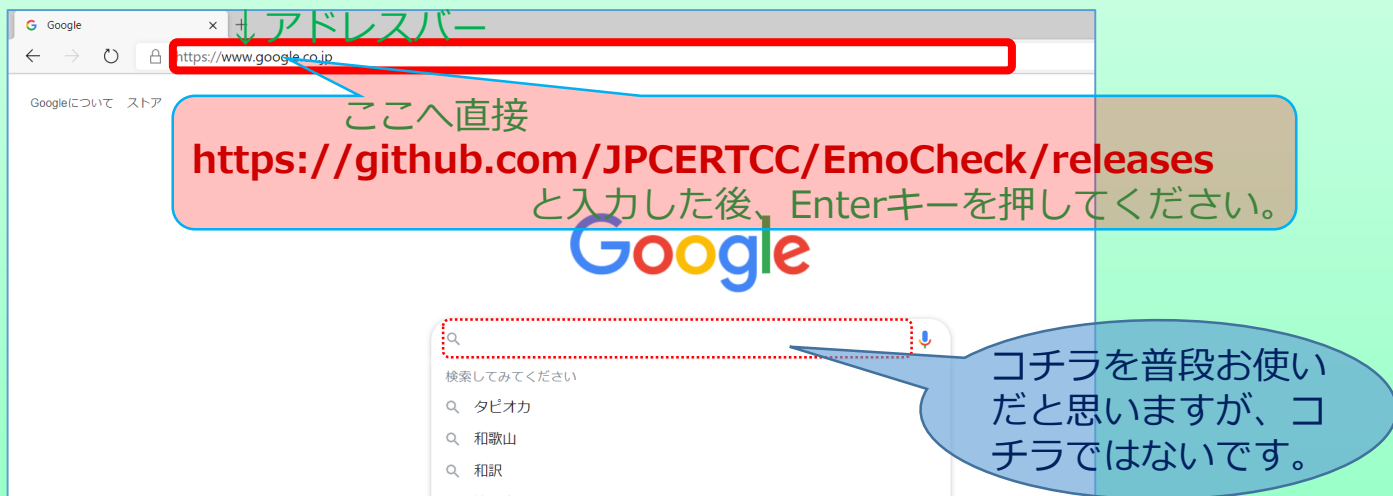 Google × +
↓アドレスバー
https://www.google.co.jp
Googleについて ストア
ここへ直接
https://github.com/JPCERTCC/EmoCheck/releases
と入力した後、Enterキーを押してください。
Google
検索してみてください
タピオカ
和歌山
和訳
コチラを普段お使い
だと思いますが、コ
チラではないです。